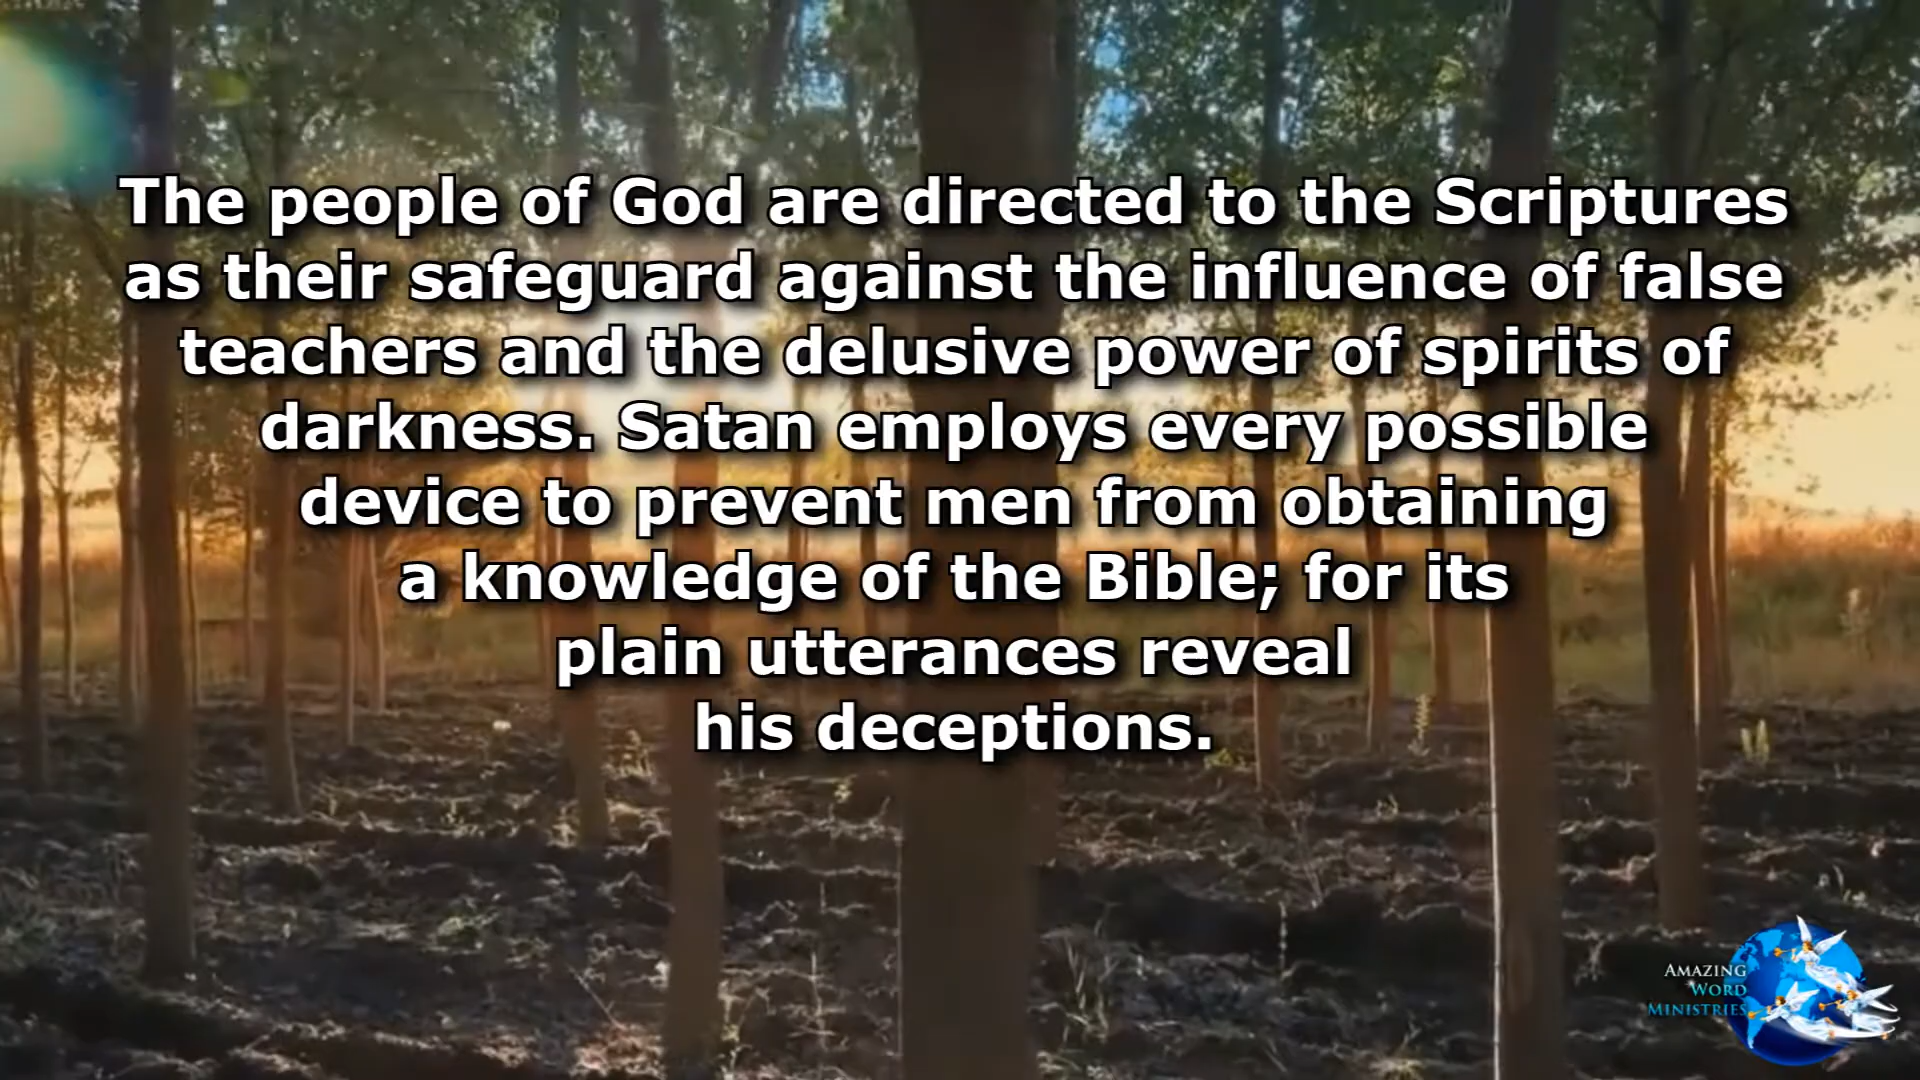 The people of God are directed to the Scriptures
as their safeguard against the influence of false
teachers and the delusive power of spirits of
darkness. Satan employs every possible
device to prevent men from obtaining
a knowledge of the Bible; for its
plain utterances reveal
his deceptions.
AMAZING
WORD
MINISTRIES